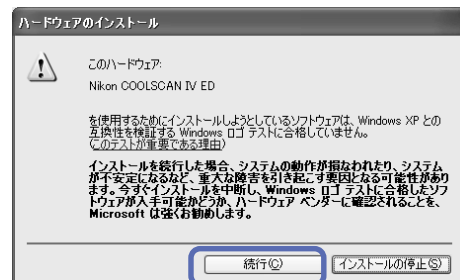 ハードウェアのインストール
このハードウェア:
Nikon COOLSCAN IV ED
を使用するためにインストールしようとしているソフトウェアは、Windows XP との
互換性を検証する Windows ロゴ テストに合格していません。
(このテストが重要である理由)
インストールを続行した場合、システムの動作が損なわれたり、システム
が不安定になるなど、重大な障害を引き起こす要因となる可能性があり
ます。今すぐインストールを中断し、Windows ロゴ テストに合格したソフ
トウェアが入手可能かどうか、ハードウェア ベンダーに確認されることを、
Microsoft は強くお勧めします。
続行(C)
インストールの停止(S)